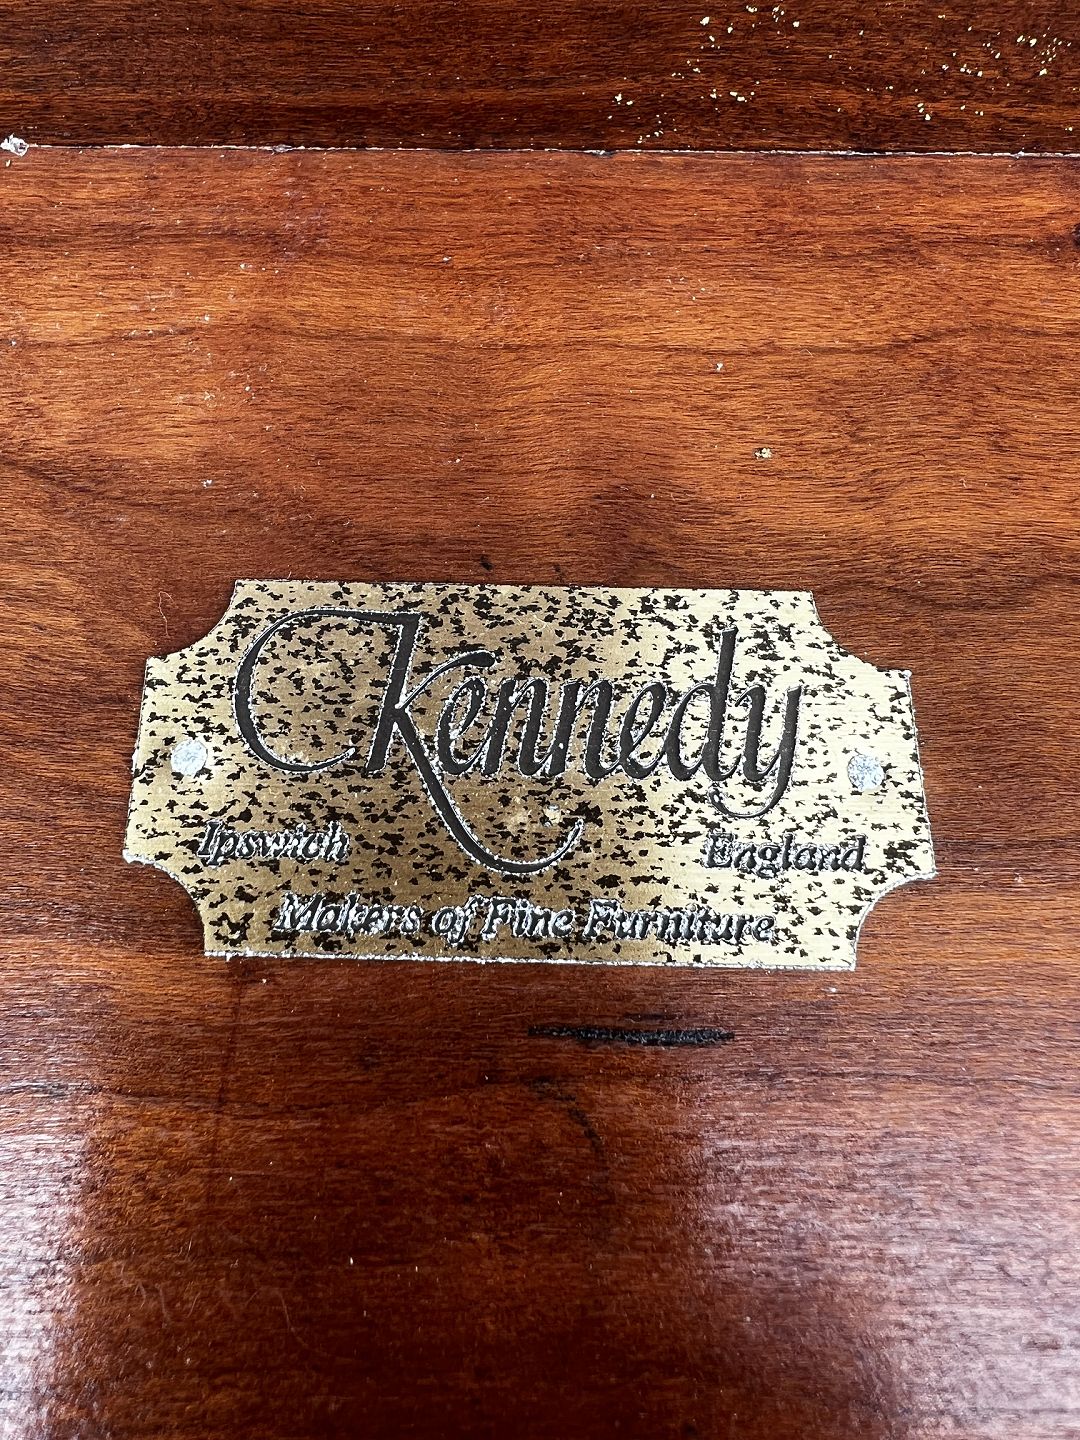 Kennedy
Ipswich England
Makers of Fine Furniture